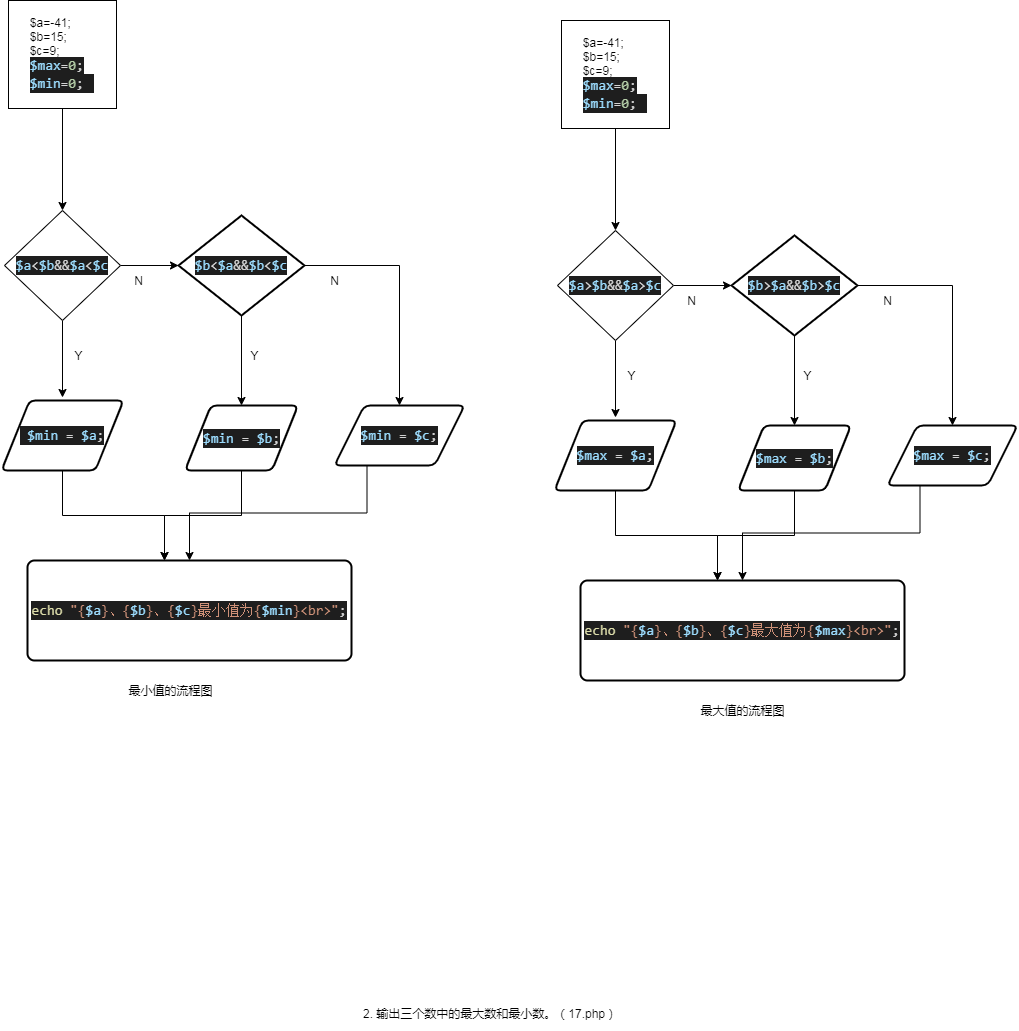 $a=-41;
$b=15;
$c=9;
$max=0;
$min=0;
$a<$b&&$a<$c
N
$b<$a&&$b<$c
N
Y
Y
$min = $a;
$min = $b;
$min = $c;
echo "{$a}、{$b}、{$c}最小值为{$min}<br>";
最小值的流程图
$a=-41;
$b=15;
$c=9;
$max=0;
$min=0;
$a>$b&&$a>$c
N
$b>$a&&$b>$c
N
Y
Y
$max = $a;
$max = $b;
$max = $c;
echo "{$a}、{$b}、{$c}最大值为{$max}<br>";
最大值的流程图
2. 输出三个数中的最大数和最小数。（17.php）